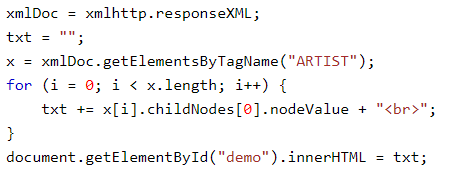 xmlDoc = xmlhttp.responseXML;
txt = "";
x = xmlDoc.getElementsByTagName("ARTIST");
for (i = 0; i < x.length; i++) {
    txt += x[i].childNodes[0].nodeValue + "<br>";
}
document.getElementById("demo").innerHTML = txt;